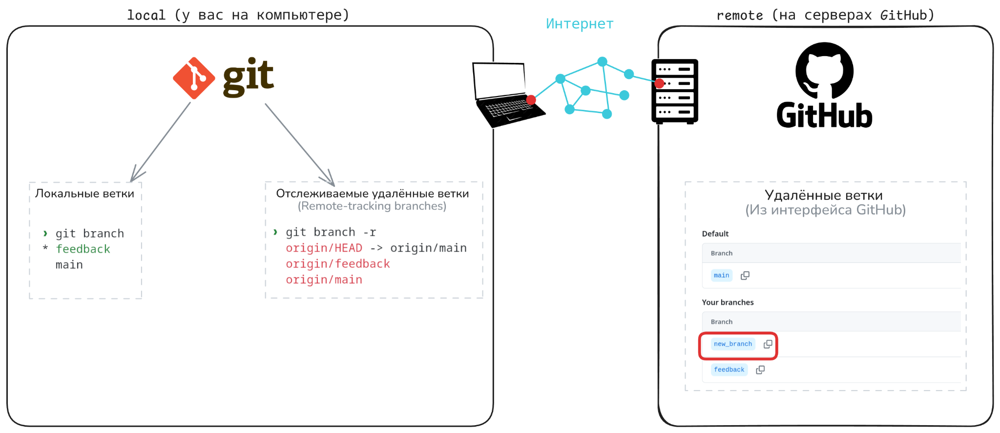 local (у вас на компьютере)
Интернет
remote (на серверах GitHub)
git
GitHub
Локальные ветки
› git branch
* feedback
main
Отслеживаемые удалённые ветки
(Remote-tracking branches)
› git branch -r
origin/HEAD -> origin/main
origin/feedback
origin/main
Удалённые ветки
(Из интерфейса GitHub)
Default
Branch
main
Your branches
Branch
new_branch
feedback